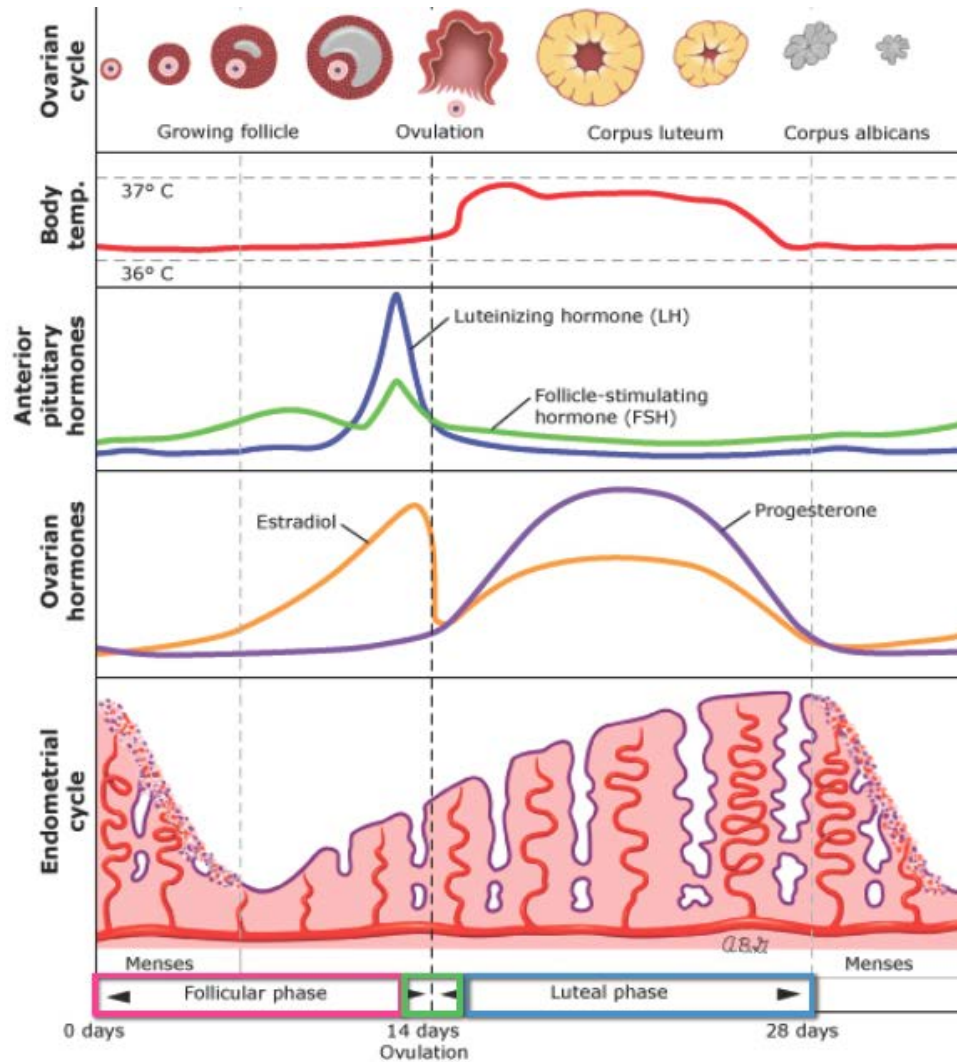 Ovarian
cycle
Growing follicle
Ovulation
Corpus luteum
Corpus albicans
Body
temp.
37° C
36° C
Anterior
pituitary
hormones
Luteinizing hormone (LH)
Follicle-stimulating
hormone (FSH)
Ovarian
hormones
Estradiol
Progesterone
Endometrial
cycle
Menses
Menses
Follicular phase
Luteal phase
0 days
14 days
Ovulation
28 days